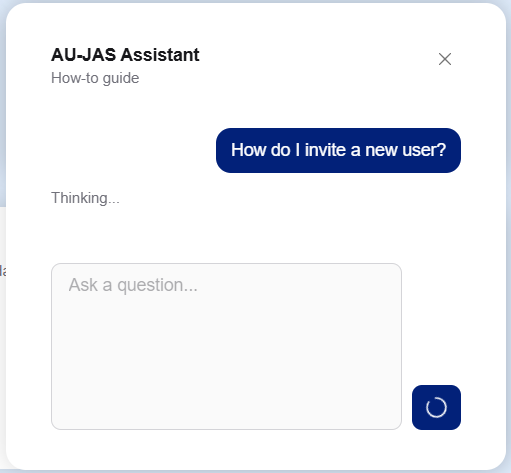 AU-JAS Assistant
How-to guide
How do I invite a new user?
Thinking...
Ask a question...